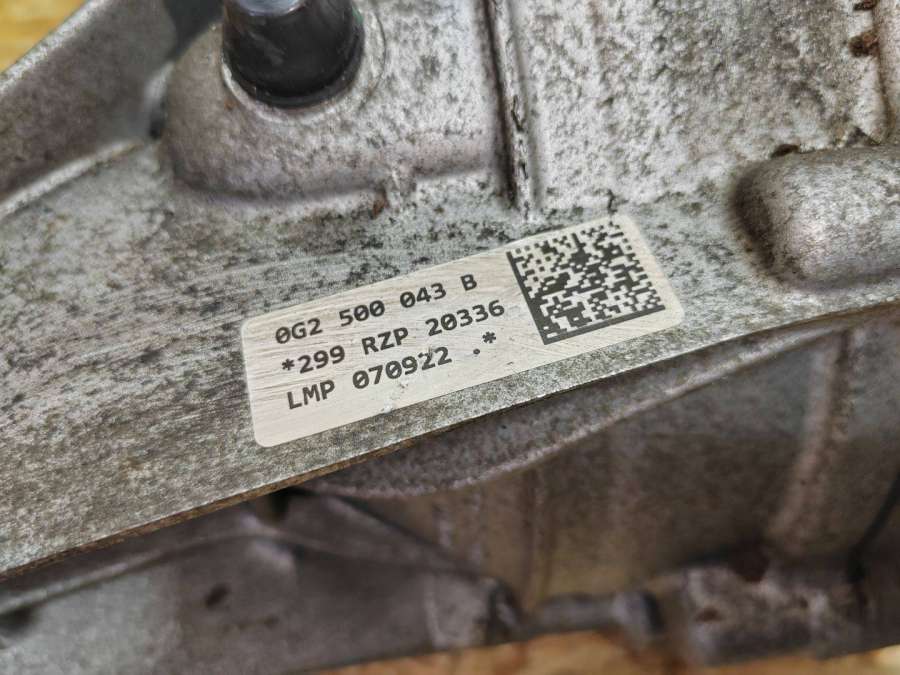 0G2 500 043 B
*299 RZP 20336
LMP 070922 .*